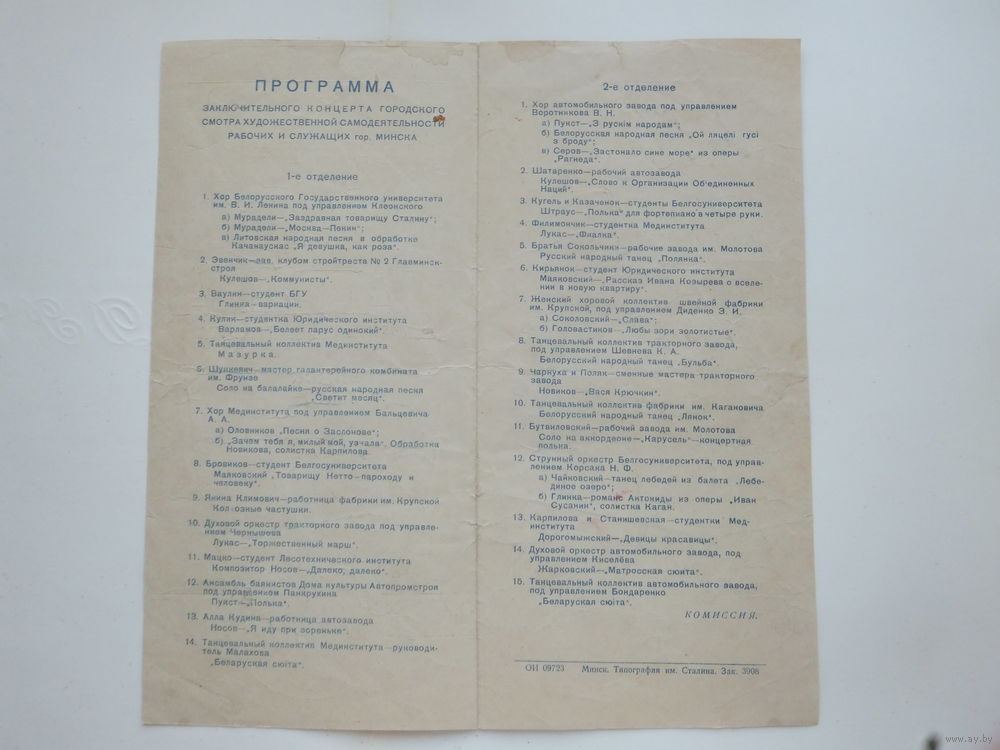 ПРОГРАММА
ЗАКЛЮЧИТЕЛЬНОГО КОНЦЕРТА ГОРОДСКОГО
СМОТРА ХУДОЖЕСТВЕННОЙ САМОДЕЯТЕЛЬНОСТИ
РАБОЧИХ И СЛУЖАЩИХ гор. МИНСКА
1-е отделение
1. Хор Белорусского Государственного университета
им. В. И. Ленина под управлением Клеонского
а) Мурадели—„Заздравная товарищу Сталину“;
б) Мурадели—„Москва—Пекин“;
в) Литовская народная песня в обработке
Качанаускас „Я девушка, как роза“.
2. Эвенчик—зав. клубом стройтреста № 2 Главминск-
строя
Кулешов—„Коммунисты“.
3. Ваулин—студент БГУ
Глинка—вариации.
4. Кулик—студентка Юридического института
Варламов—„Белеет парус одинокий“.
5. Танцевальный коллектив Мединститута
Мазурка.
6. Шулкевич—мастер галантерейного комбината
им. Фрунзе
Соло на балалайке—русская народная песня
„Светит месяц“.
7. Хор Мединститута под управлением Бальцевича
А. А.
а) Оловников „Песня о Заслонове“;
б) „Зачем тебя я, милый мой, узнала“. Обработка
Новикова, солистка Карпилова.
8. Бровиков—студент Белгосуниверситета
Маяковский „Товарищу Нетто—пароходу и
человеку“.
9. Янина Климович—работница фабрики им. Крупской
Колхозные частушки.
10. Духовой оркестр тракторного завода под управле-
нием Чернышева
Лукас—„Торжественный марш“.
11. Мацко—студент Лесотехнического института
Композитор Носов—„Далеко, далеко“.
12. Ансамбль баянистов Дома культуры Автопромстроя
под управлением Панкрухина
Пукст—„Полька“.
13. Алла Кудина—работница автозавода
Носов—„Я иду при зореньке“.
14. Танцевальный коллектив Мединститута—руководи-
тель Малахова
„Беларуская сюіта“.
2-е отделение
1. Хор автомобильного завода под управлением
Воротникова В. Н.
а) Пукст—„З рускім народам“;
б) Белорусская народная песня „Ой ляцелі гусі
з броду“;
в) Серов—„Застонало сине море“ из оперы
„Рагнеда“.
2. Шатаренко—рабочий автозавода
Кулешов—„Слово к Организации Об'единенных
Наций“.
3. Кугель и Казаченок—студенты Белгосуниверситета
Штраус—„Полька“ для фортепиано в четыре руки.
4. Филимончик—студентка Мединститута
Лукас—„Фиалка“.
5. Братья Сокольчики—рабочие завода им. Молотова
Русский народный танец „Полянка“.
6. Кирьянок—студент Юридического института
Маяковский—„Рассказ Ивана Козырева о вселе-
нии в новую квартиру“.
7. Женский хоровой коллектив швейной фабрики
им. Крупской, под управлением Диденко З. И.
а) Соколовский—„Слава“;
б) Головастиков—„Любы зори золотистые“.
8. Танцевальный коллектив тракторного завода,
под управлением Шевнева К. А.
Белорусский народный танец „Бульба“.
9. Чарнуха и Поляк—сменные мастера тракторного
завода
Новиков—„Вася Крючкин“.
10. Танцевальный коллектив фабрики им. Кагановича
Белорусский народный танец „Лянок“.
11. Бутвиловский—рабочий завода им. Молотова
Соло на аккордеоне—„Карусель“—концертная
полька.
12. Струнный оркестр Белгосуниверситета, под управ-
лением Корсака Н. Ф.
а) Чайковский—танец лебедей из балета „Лебе-
диное озеро“;
б) Глинка—романс Антониды из оперы „Иван
Сусанин“, солистка Каган.
13. Карпилова и Станишевская—студентки Мед-
института
Дорогомыжский—„Девицы красавицы“.
14. Духовой оркестр автомобильного завода, под
управлением Киселёва
Жарковский—„Матросская сюита“.
15. Танцевальный коллектив автомобильного завода,
под управлением Бондаренко
„Беларуская сюіта“.
КОМИССИЯ.
ОИ 09723 Минск. Типография им. Сталина. Зак. 3908
www.ay.by